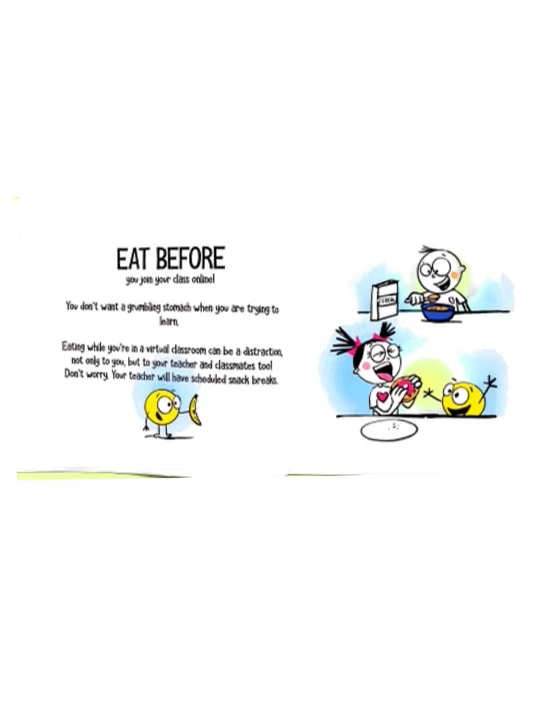 EAT BEFORE
you join your class online!
You don't want a grumbling stomach when you are trying to
learn.
Eating while you're in a virtual classroom can be a distraction,
not only to you, but to your teacher and classmates too!
Don't worry. Your teacher will have scheduled snack breaks.